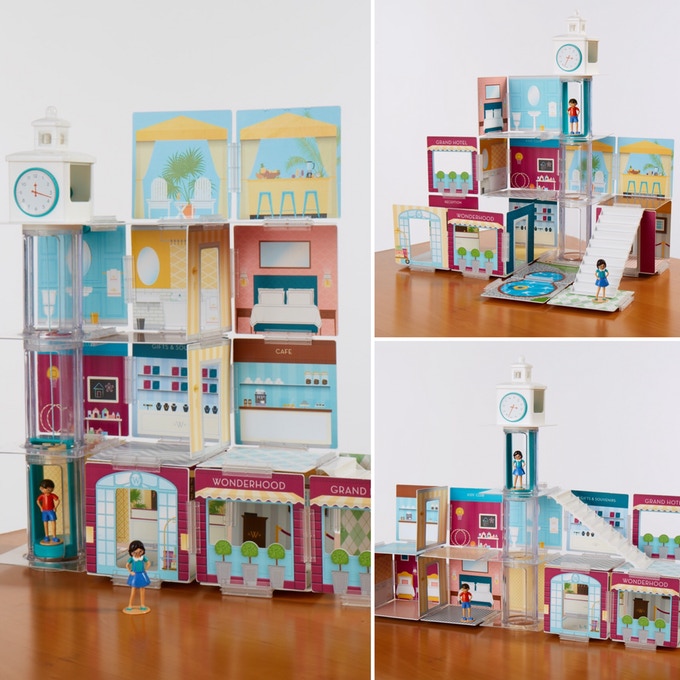 GIFTS & SOUVENIRS
CAFE
WONDERHOOD
GRAND
GRAND HOTEL
RECEPTION
WONDERHOOD
GIFTS & SOUVENIRS
GRAND HOTEL
WONDERHOOD